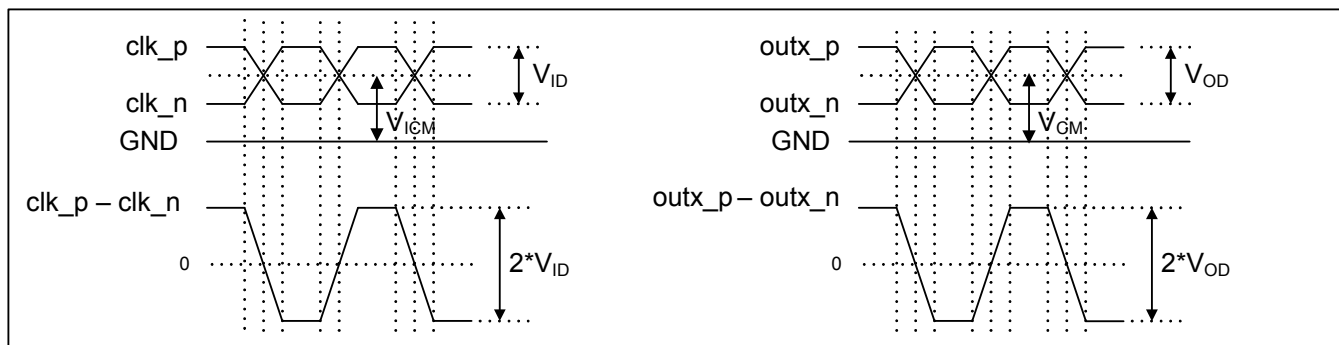 clk_p
V_ID
clk_n
V_ICM
GND
clk_p – clk_n
0
2*V_ID
outx_p
V_OD
outx_n
V_CM
GND
outx_p – outx_n
0
2*V_OD